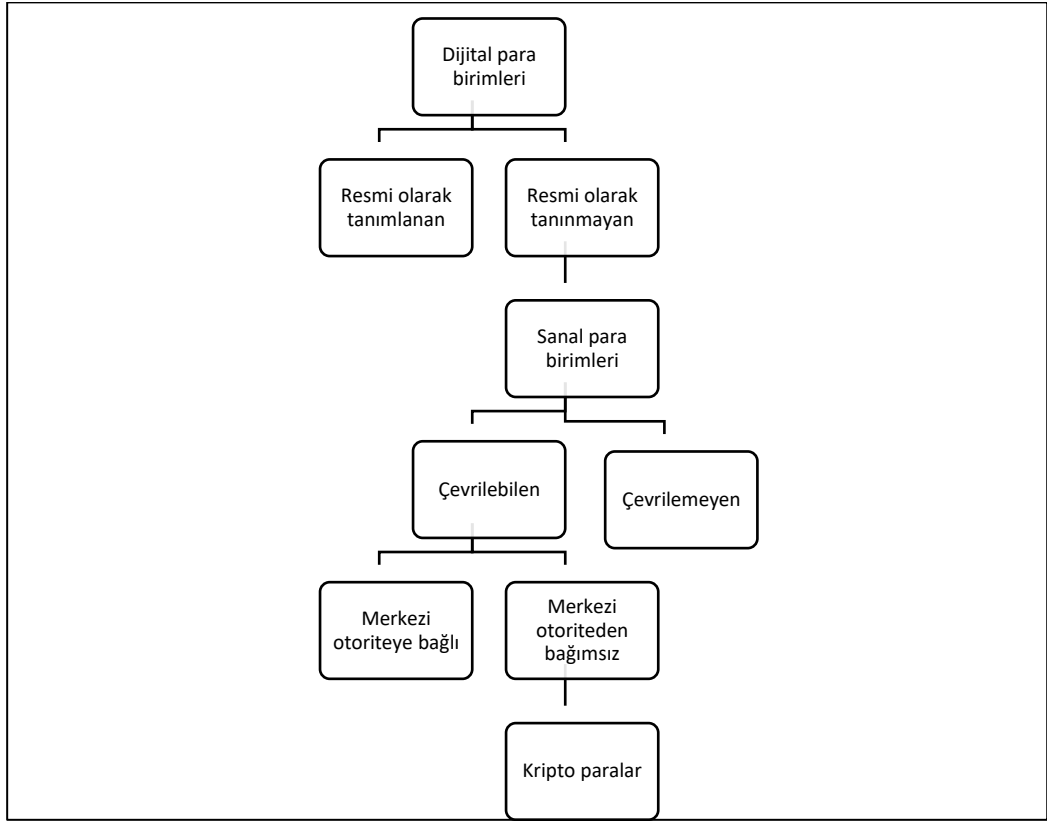 Dijital para
birimleri
Resmi olarak
tanımlanan
Resmi olarak
tanınmayan
Sanal para
birimleri
Çevrilebilen
Çevrilemeyen
Merkezi
otoriteye bağlı
Merkezi
otoriteden
bağımsız
Kripto paralar